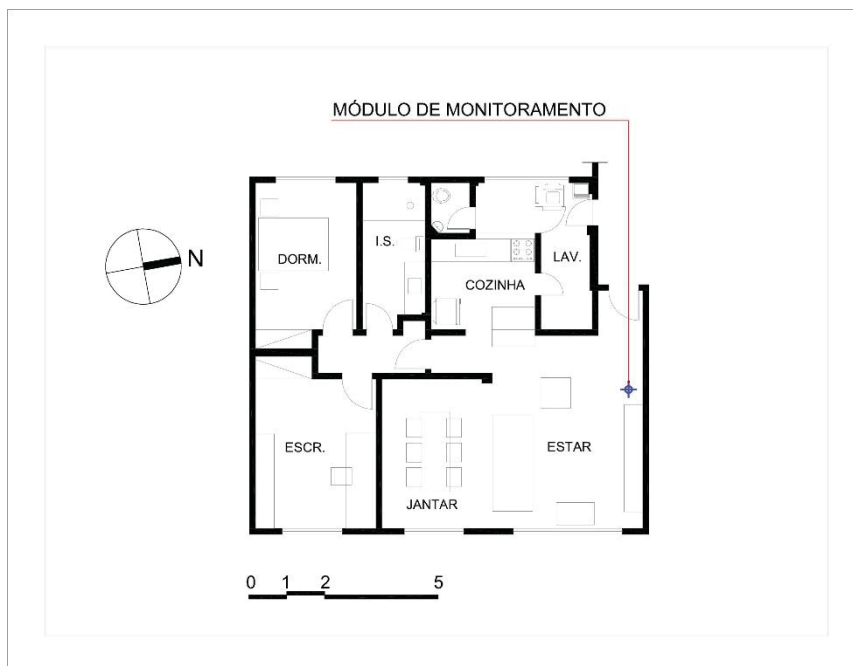 MÓDULO DE MONITORAMENTO
N
DORM.
I.S.
COZINHA
LAV.
ESCR.
JANTAR
ESTAR
0 1 2 5